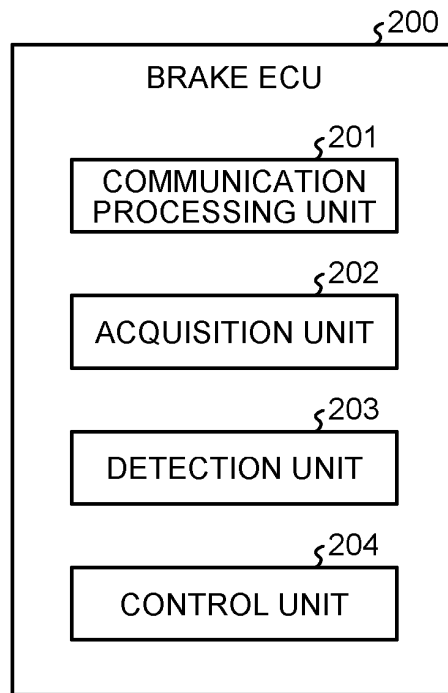 200
BRAKE ECU
201
COMMUNICATION
PROCESSING UNIT
202
ACQUISITION UNIT
203
DETECTION UNIT
204
CONTROL UNIT